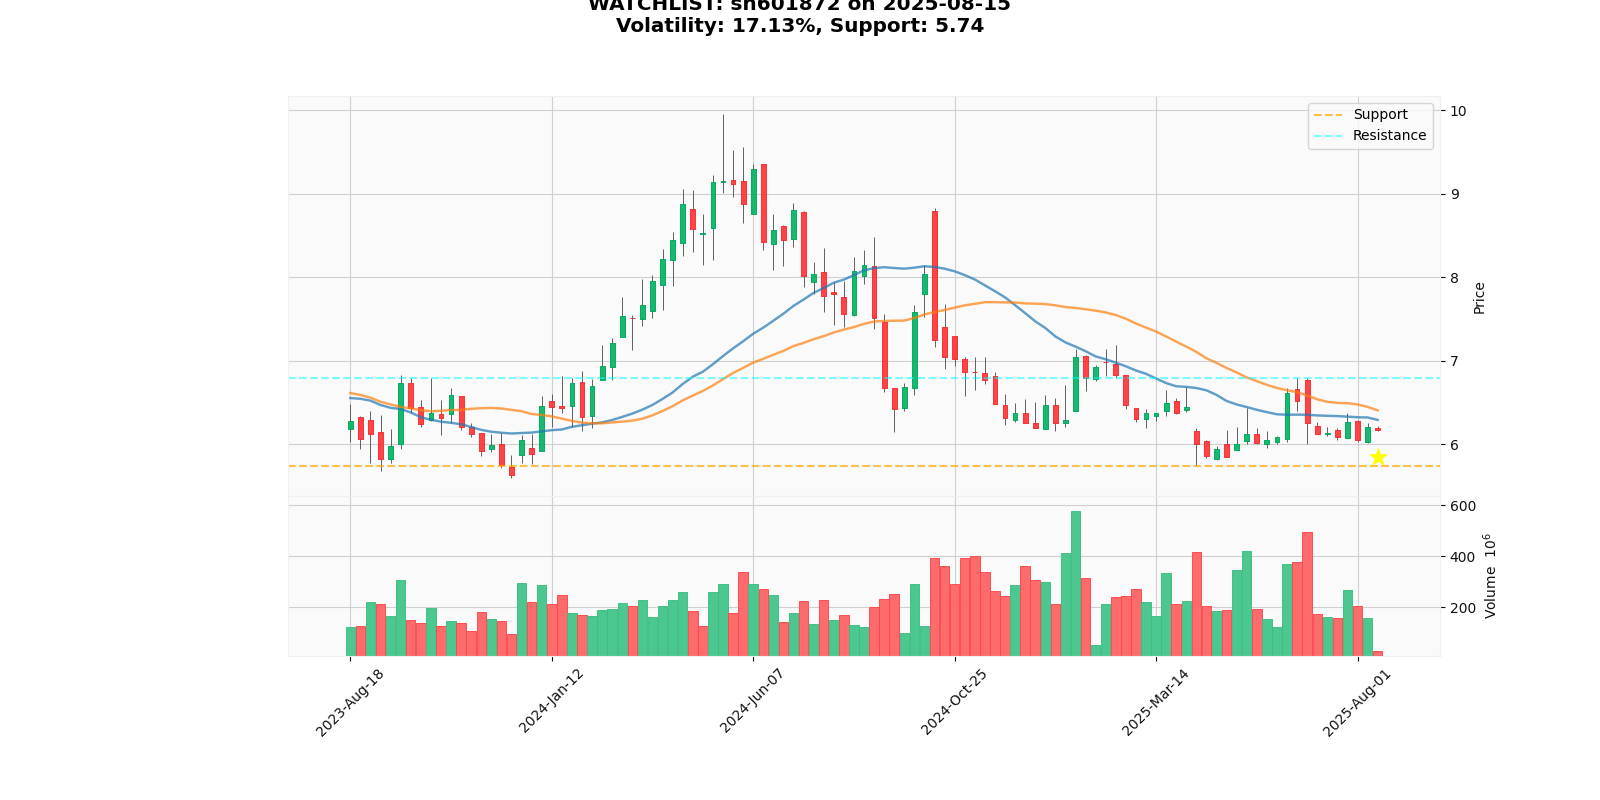 WATCHLIST: sh601872 on 2025-08-15
Volatility: 17.13%, Support: 5.74
Support
Resistance
10
9
8
7
6
Price
600
400
200
Volume 10⁶
2023-Aug-18
2024-Jan-12
2024-Jun-07
2024-Oct-25
2025-Mar-14
2025-Aug-01